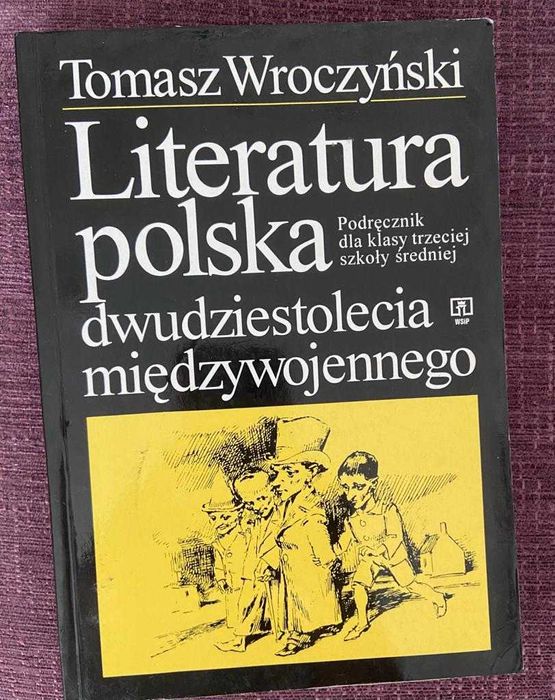 Tomasz Wroczyński
Literatura
polska
Podręcznik
dla klasy trzeciej
szkoły średniej
dwudziestolecia
WSiP
międzywojennego